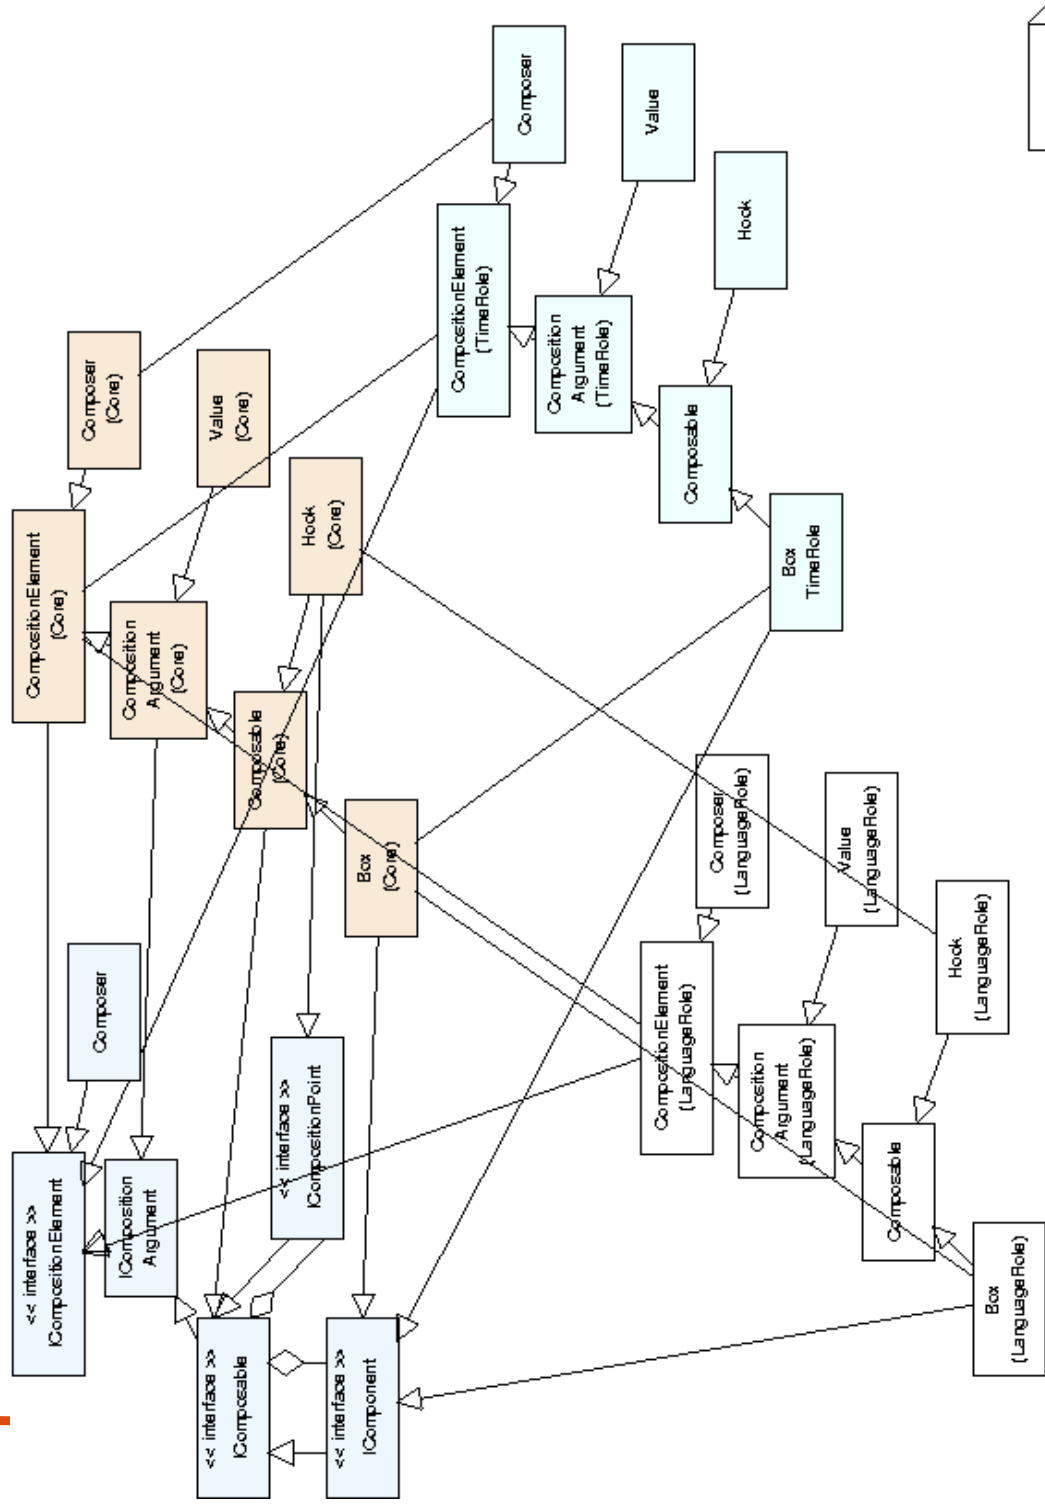 << interface >>
ICompositionElement
Composer
CompositionElement
(Core)
Composer
(Core)
IComposition
Argument
Composition
Argument
(Core)
Value
(Core)
<< interface >>
IComposable
<< interface >>
ICompositionPoint
Composable
(Core)
Hook
(Core)
<< interface >>
IComponent
Box
(Core)
CompositionElement
(TimeRole)
Composer
Composition
Argument
(TimeRole)
Value
Composable
Hook
Box
TimeRole
CompositionElement
(LanguageRole)
Composer
(LanguageRole)
Composition
Argument
(LanguageRole)
Value
(LanguageRole)
Composable
Hook
(LanguageRole)
Box
(LanguageRole)